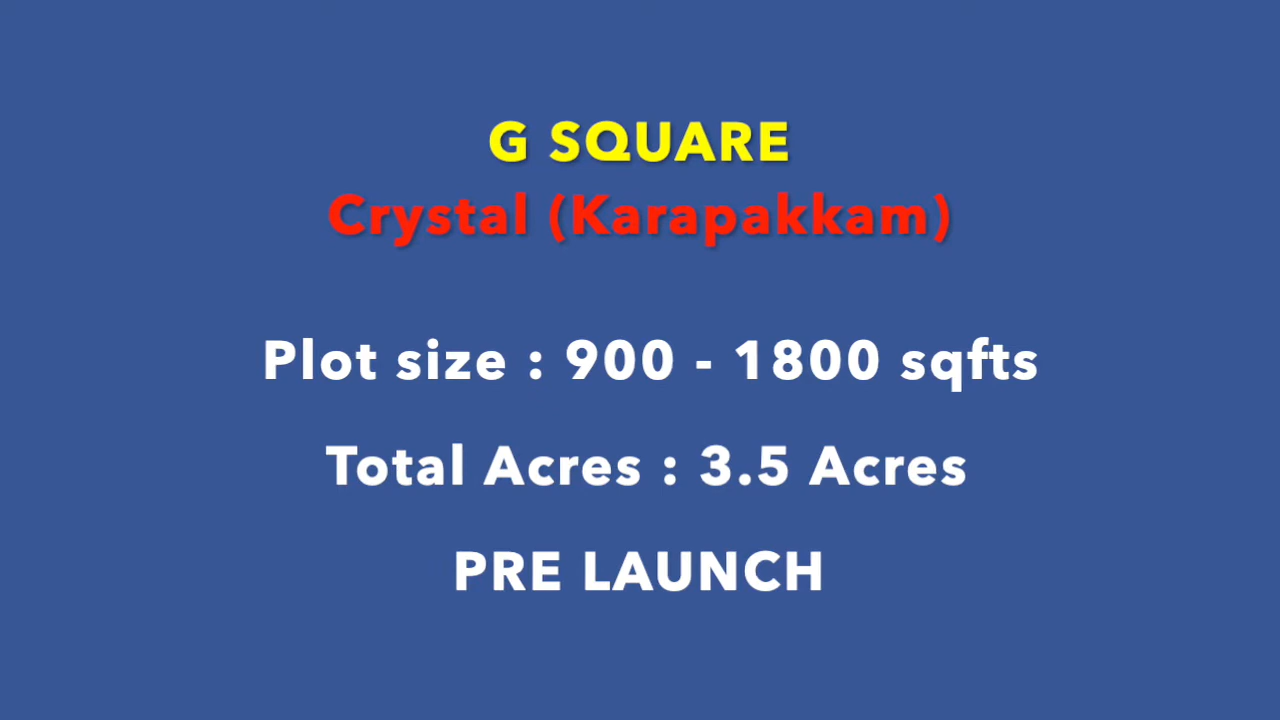 G SQUARE
Crystal (Karapakkam)
Plot size : 900 - 1800 sqfts
Total Acres : 3.5 Acres
PRE LAUNCH